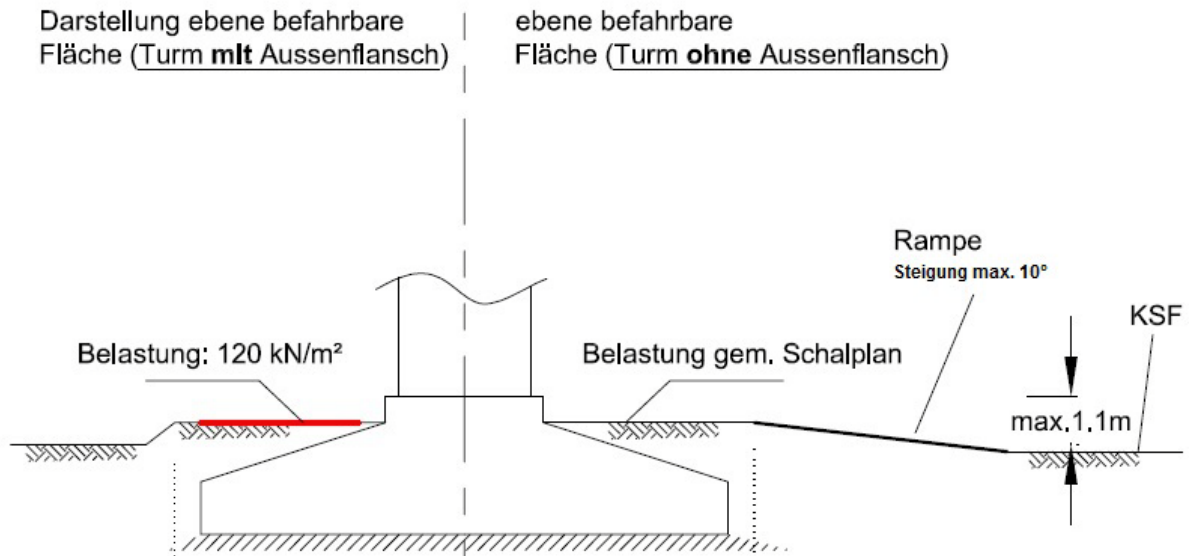 Darstellung ebene befahrbare
Fläche (Turm mIt Aussenflansch)
ebene befahrbare
Fläche (Turm ohne Aussenflansch)
Rampe
Steigung max. 10°
KSF
Belastung: 120 kN/m²
Belastung gem. Schalplan
max.1.1m